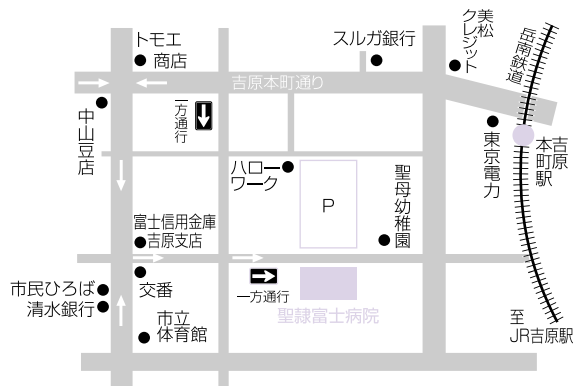 トモエ
商店
スルガ銀行
美松
クレジット
岳南鉄道
吉原本町通り
中山豆店
一方
通行
東京電力
吉原
本町駅
ハロー
ワーク
P
聖母幼稚園
富士信用金庫
吉原支店
市民ひろば
清水銀行
交番
一方通行
市立
体育館
聖隷富士病院
至
JR吉原駅